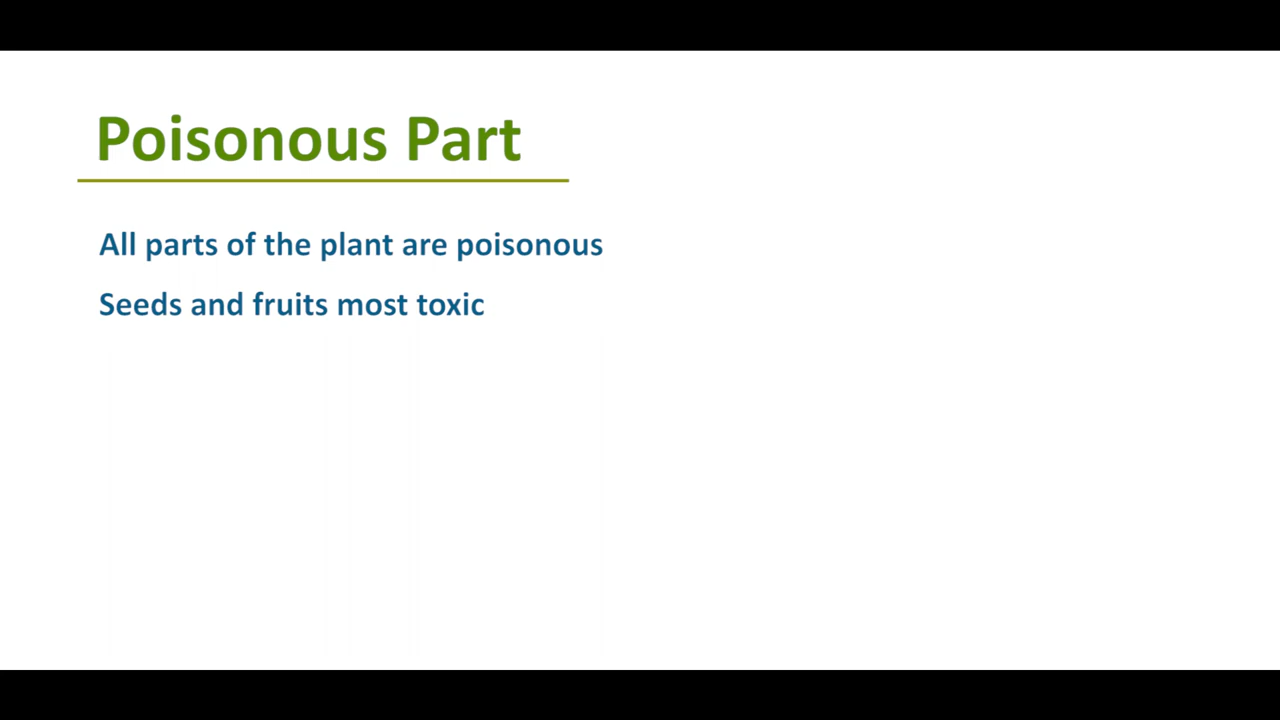 Poisonous Part
All parts of the plant are poisonous
Seeds and fruits most toxic